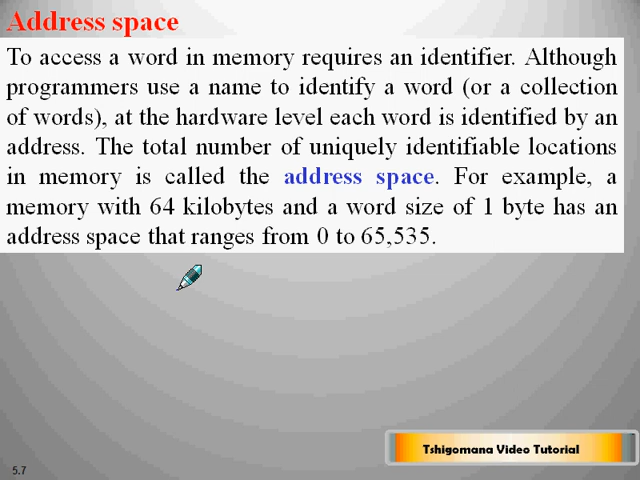 Address space
To access a word in memory requires an identifier. Although
programmers use a name to identify a word (or a collection
of words), at the hardware level each word is identified by an
address. The total number of uniquely identifiable locations
in memory is called the address space. For example, a
memory with 64 kilobytes and a word size of 1 byte has an
address space that ranges from 0 to 65,535.
Tshigomana Video Tutorial
5.7